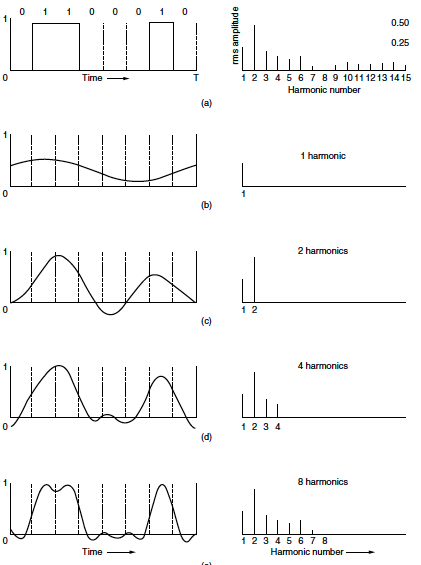 0 1 1 0 0 0 1 0
1
0 Time T
(a)
rms amplitude
0.50
0.25
1 2 3 4 5 6 7 8 9 10 11 12 13 14 15
Harmonic number
1
0
(b)
1 harmonic
1
1
0
(c)
2 harmonics
1 2
1
0
(d)
4 harmonics
1 2 3 4
1
0
Time
8 harmonics
1 2 3 4 5 6 7 8
Harmonic number